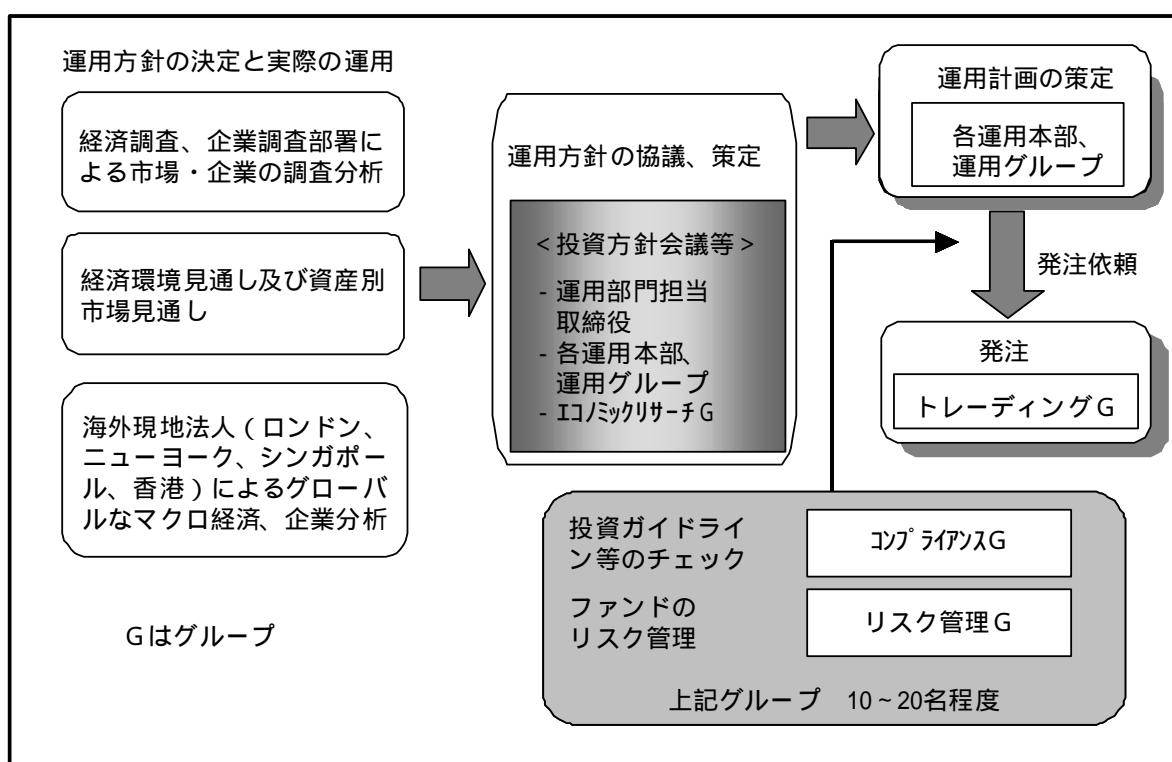 運用方針の決定と実際の運用
経済調査、企業調査部署に
よる市場・企業の調査分析
経済環境見通し及び資産別
市場見通し
海外現地法人(ロンドン、
ニューヨーク、シンガポー
ル、香港)によるグローバ
ルなマクロ経済、企業分析
Gはグループ
運用方針の協議、策定
<投資方針会議等>
- 運用部門担当
取締役
- 各運用本部、
運用グループ
- エコノミックリサーチG
運用計画の策定
各運用本部、
運用グループ
発注依頼
発注
トレーディングG
投資ガイドライ
ン等のチェック
コンプライアンスG
ファンドの
リスク管理
リスク管理G
上記グループ 10~20名程度